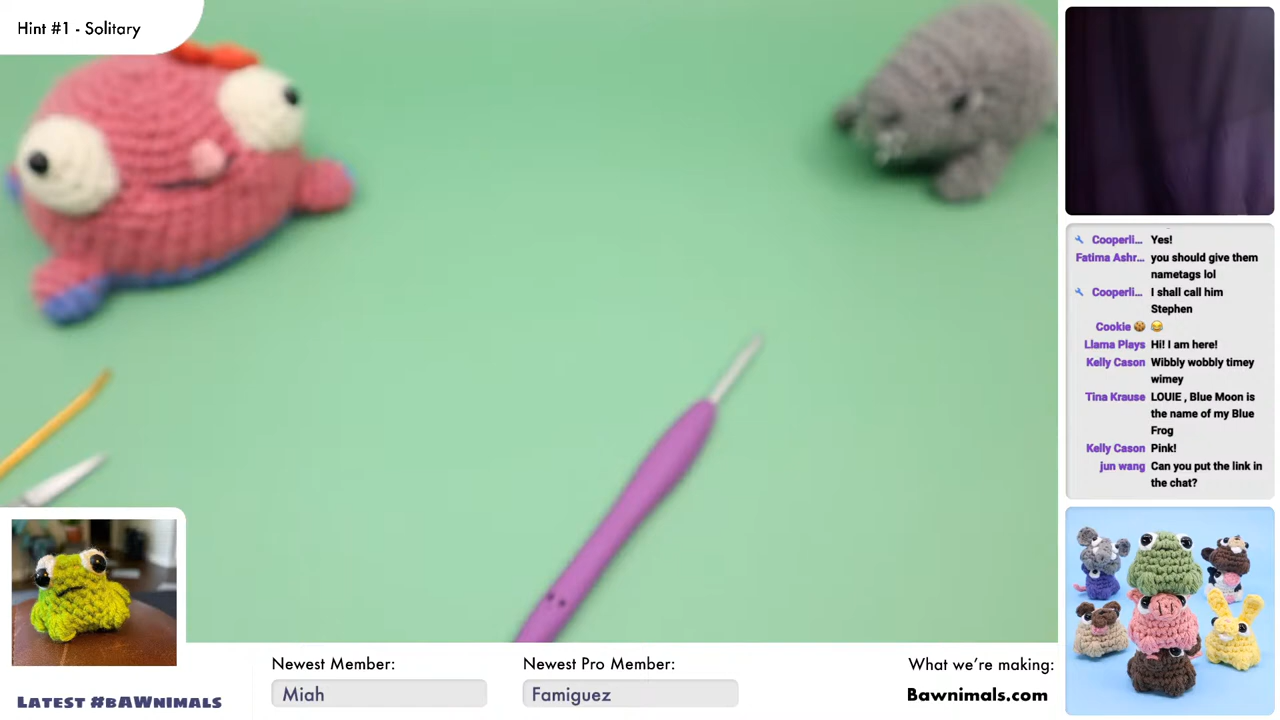 Hint #1 - Solitary
Cooperli... Yes!
Fatima Ashr... you should give them
nametags lol
Cooperli... I shall call him
Stephen
Cookie 🍪 😂
Llama Plays Hi! I am here!
Kelly Cason Wibbly wobbly timey
wimey
Tina Krause LOUIE , Blue Moon is
the name of my Blue
Frog
Kelly Cason Pink!
jun wang Can you put the link in
the chat?
Latest #bAWnimals
Newest Member:
Miah
Newest Pro Member:
Famiguez
What we're making:
Bawnimals.com